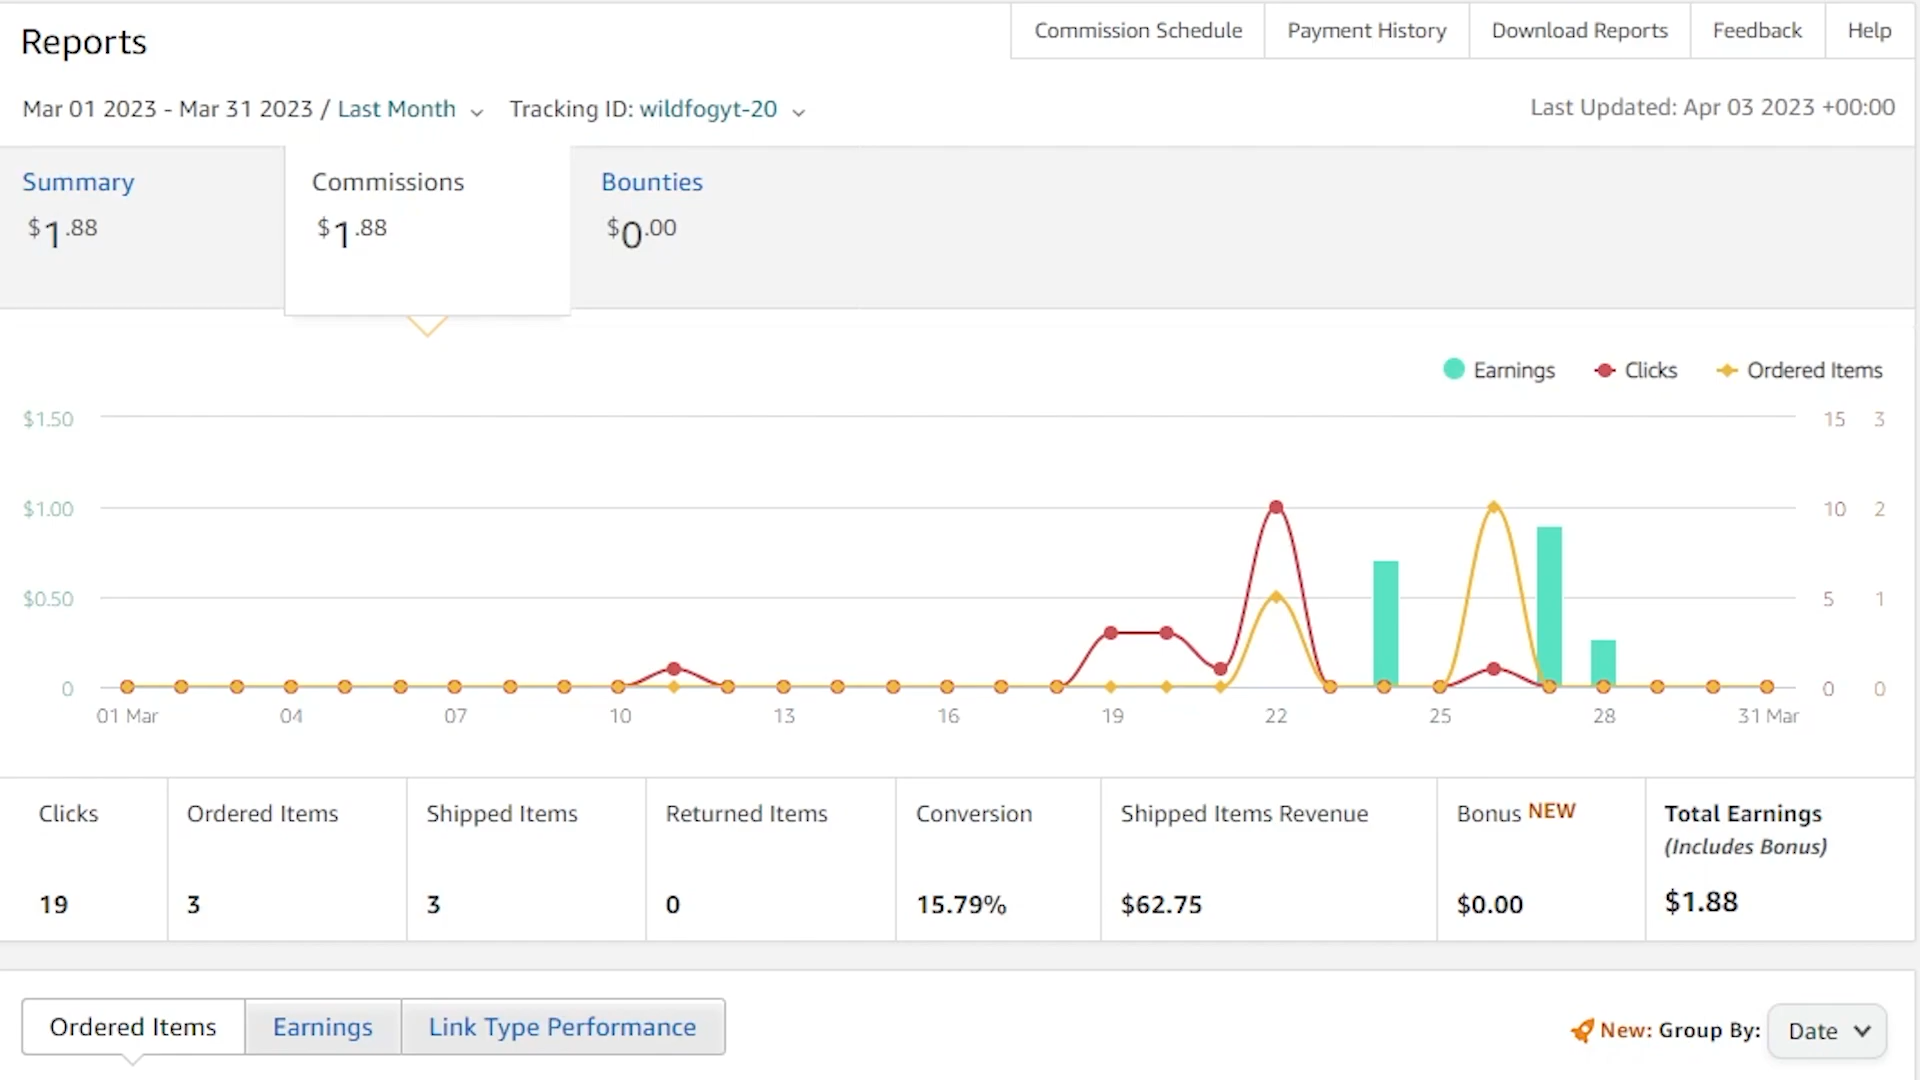 Reports
Commission Schedule Payment History Download Reports Feedback Help
Mar 01 2023 - Mar 31 2023 / Last Month Tracking ID: wildfogyt-20 Last Updated: Apr 03 2023 +00:00
Summary Commissions Bounties
$1.88 $1.88 $0.00
Earnings Clicks Ordered Items
$1.50 15 3
$1.00 10 2
$0.50 5 1
0 0 0
01 Mar 04 07 10 13 16 19 22 25 28 31 Mar
Clicks Ordered Items Shipped Items Returned Items Conversion Shipped Items Revenue Bonus NEW Total Earnings
(Includes Bonus)
19 3 3 0 15.79% $62.75 $0.00 $1.88
Ordered Items Earnings Link Type Performance New: Group By: Date